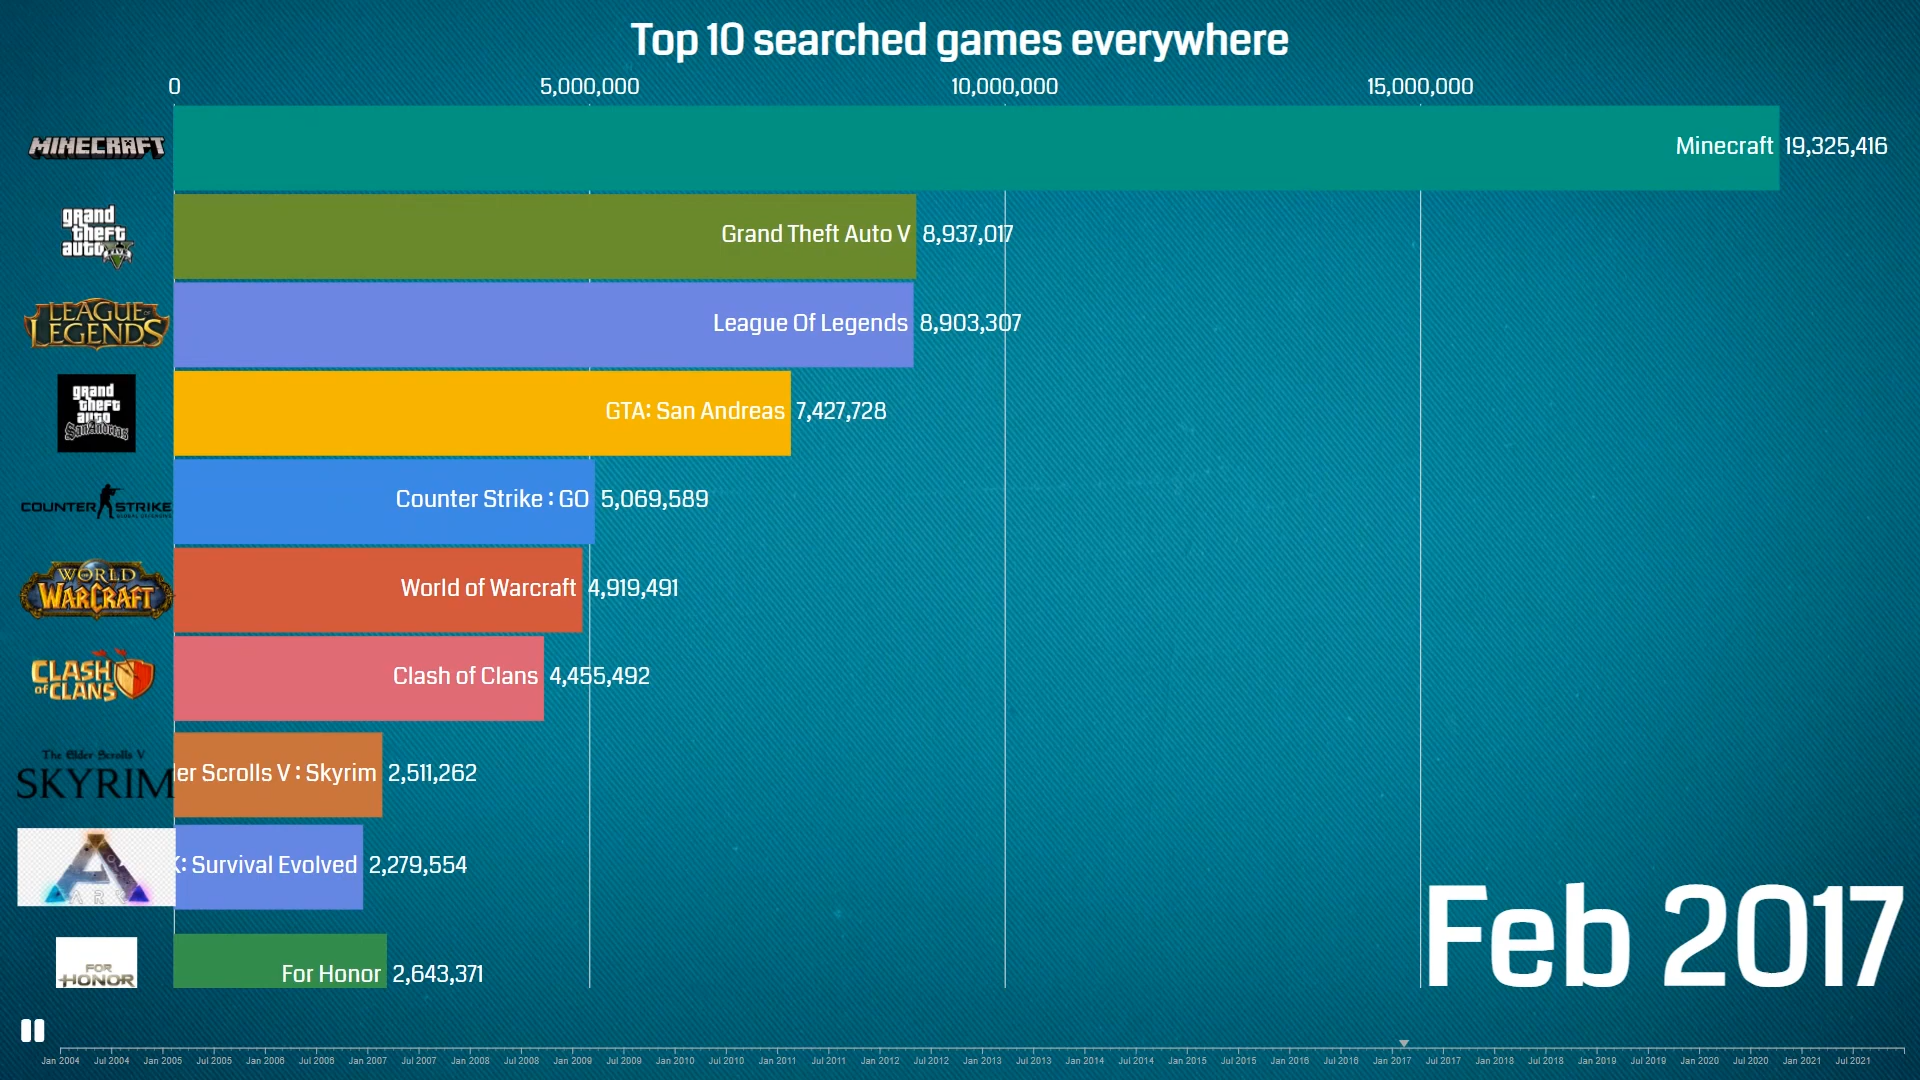 Top 10 searched games everywhere
0 5,000,000 10,000,000 15,000,000
MINECRAFT Minecraft 19,325,416
grand theft auto V Grand Theft Auto V 8,937,017
LEAGUE OF LEGENDS League Of Legends 8,903,307
grand theft auto San Andreas GTA: San Andreas 7,427,728
COUNTER STRIKE Counter Strike : GO 5,069,589
WORLD OF WARCRAFT World of Warcraft 4,919,491
CLASH of CLANS Clash of Clans 4,455,492
The Elder Scrolls V
SKYRIM er Scrolls V : Skyrim 2,511,262
ARK : Survival Evolved 2,279,554
FOR HONOR For Honor 2,643,371
Feb 2017
Jan 2004 Jul 2004 Jan 2005 Jul 2005 Jan 2006 Jul 2006 Jan 2007 Jul 2007 Jan 2008 Jul 2008 Jan 2009 Jul 2009 Jan 2010 Jul 2010 Jan 2011 Jul 2011 Jan 2012 Jul 2012 Jan 2013 Jul 2013 Jan 2014 Jul 2014 Jan 2015 Jul 2015 Jan 2016 Jul 2016 Jan 2017 Jul 2017 Jan 2018 Jul 2018 Jan 2019 Jul 2019 Jan 2020 Jul 2020 Jan 2021 Jul 2021